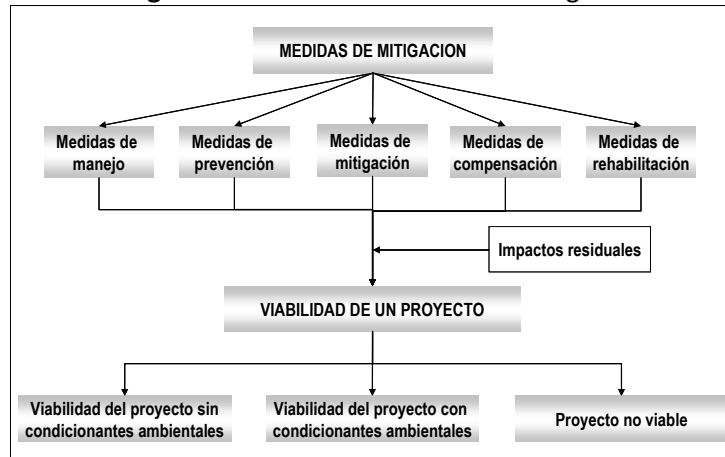 MEDIDAS DE MITIGACION
Medidas de
manejo
Medidas de
prevención
Medidas de
mitigación
Medidas de
compensación
Medidas de
rehabilitación
Impactos residuales
VIABILIDAD DE UN PROYECTO
Viabilidad del proyecto sin
condicionantes ambientales
Viabilidad del proyecto con
condicionantes ambientales
Proyecto no viable